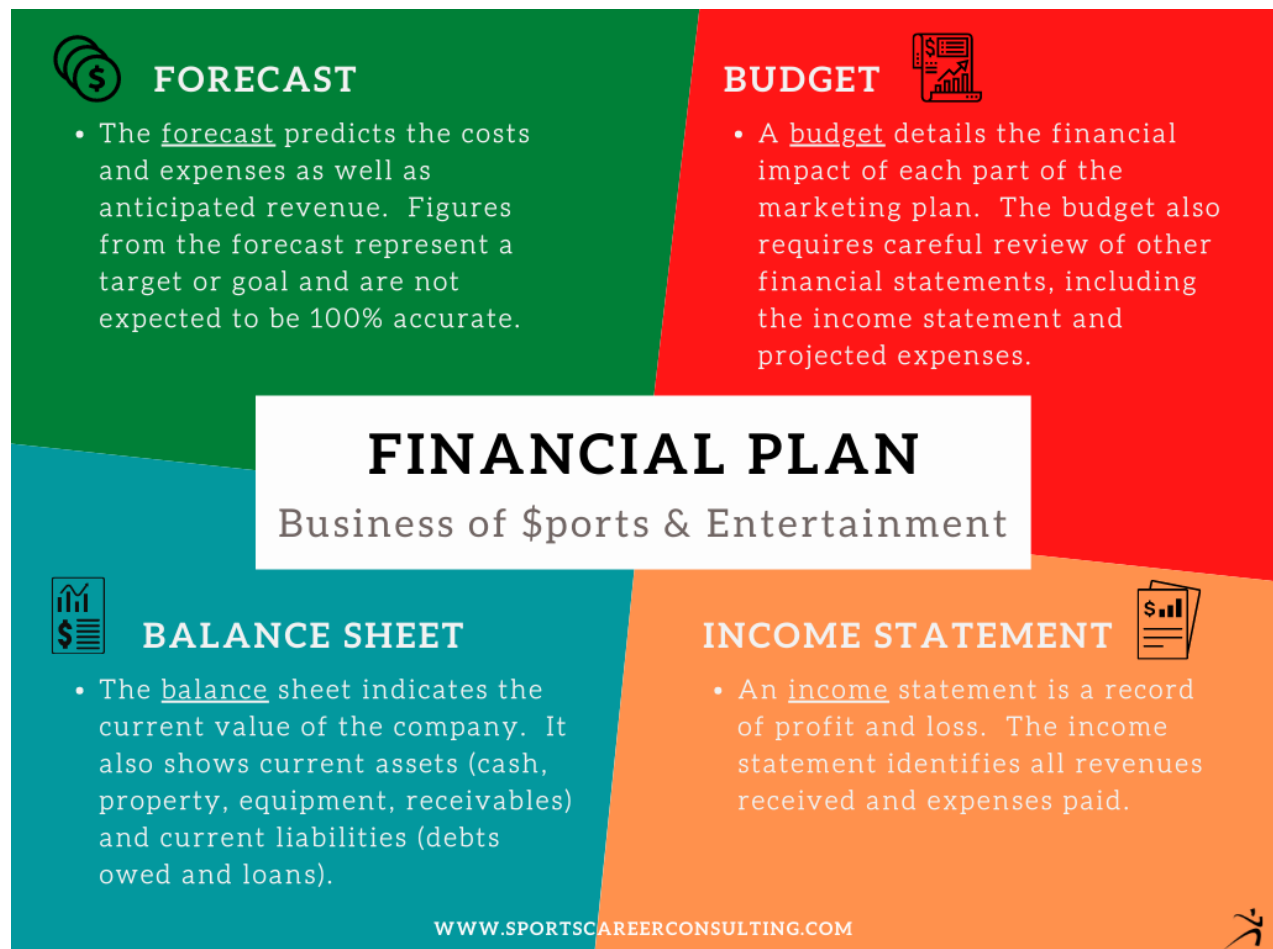 FORECAST
• The forecast predicts the costs
and expenses as well as
anticipated revenue. Figures
from the forecast represent a
target or goal and are not
expected to be 100% accurate.
BUDGET
• A budget details the financial
impact of each part of the
marketing plan. The budget also
requires careful review of other
financial statements, including
the income statement and
projected expenses.
FINANCIAL PLAN
Business of $ports & Entertainment
BALANCE SHEET
• The balance sheet indicates the
current value of the company. It
also shows current assets (cash,
property, equipment, receivables)
and current liabilities (debts
owed and loans).
INCOME STATEMENT
• An income statement is a record
of profit and loss. The income
statement identifies all revenues
received and expenses paid.
WWW.SPORTSCAREERCONSULTING.COM